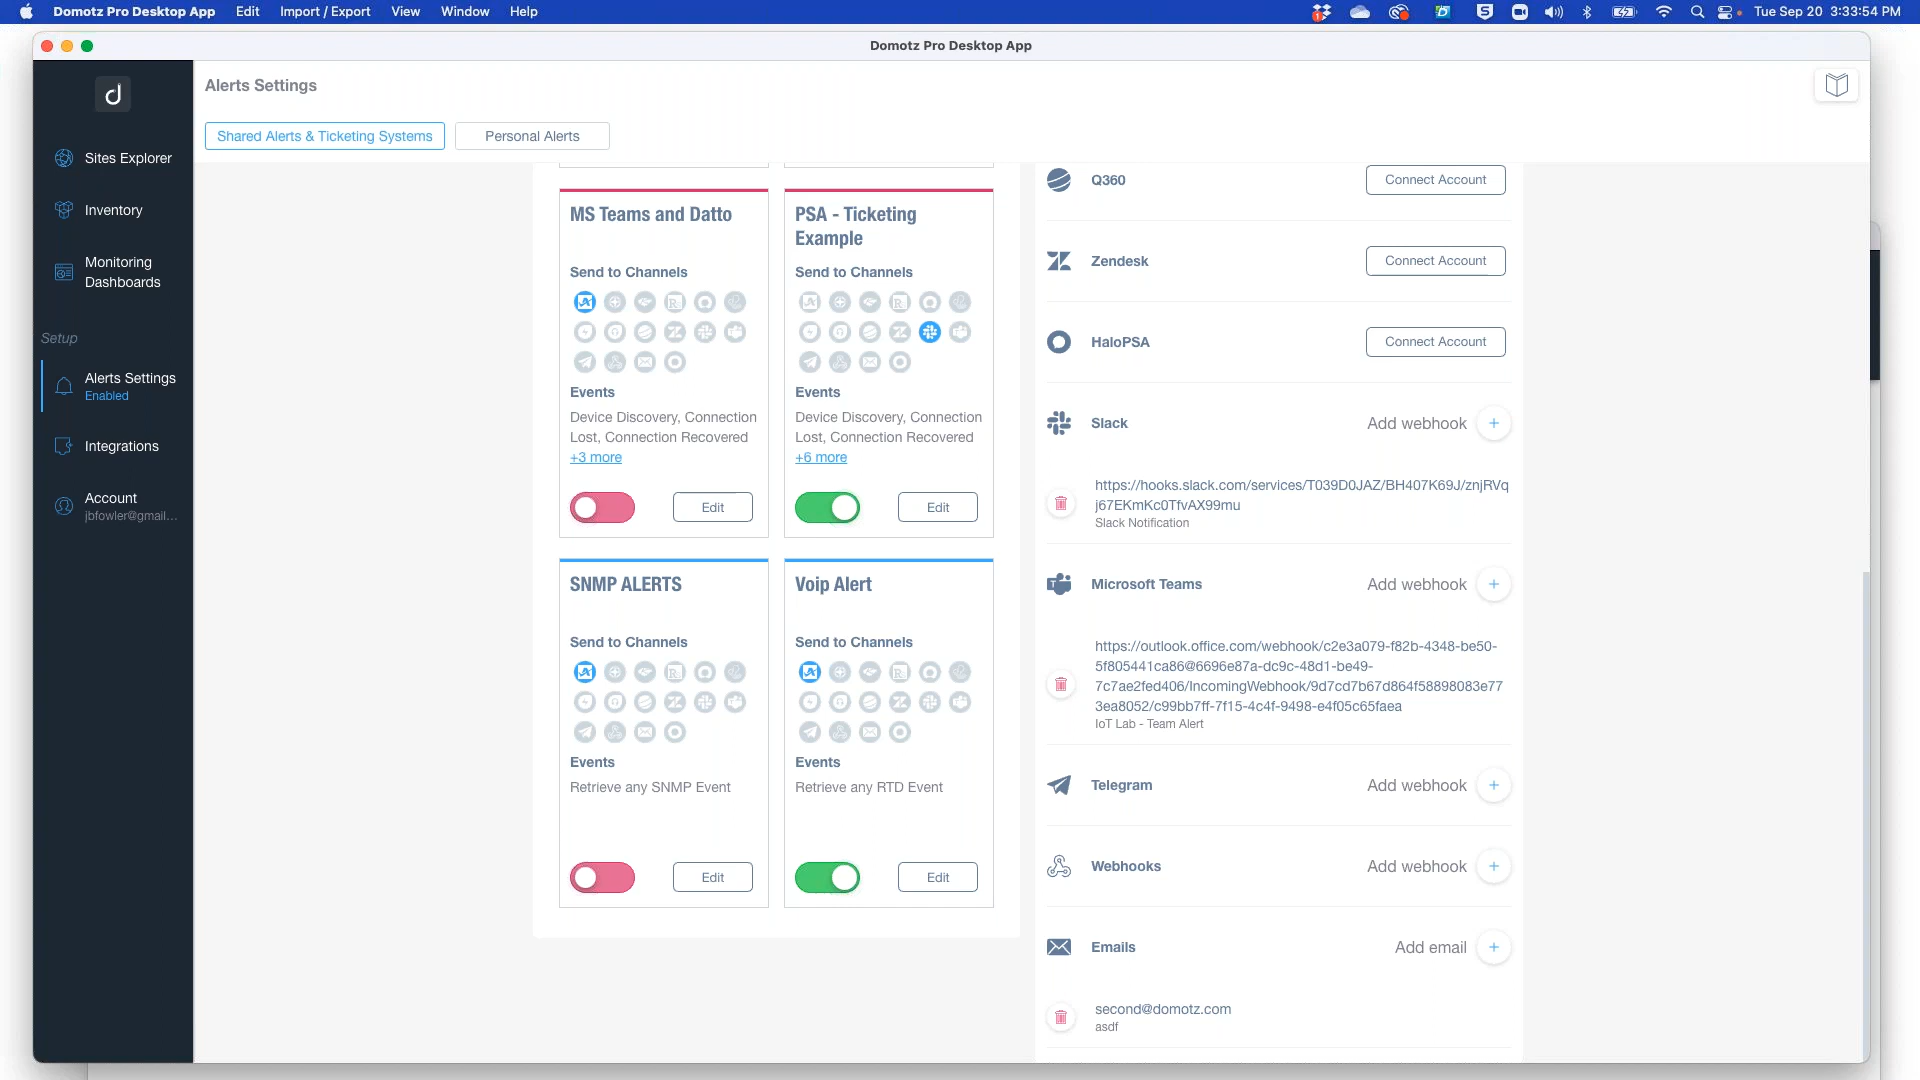 Domotz Pro Desktop App Edit Import / Export View Window Help Tue Sep 20 3:33:54 PM
Domotz Pro Desktop App
Alerts Settings
Shared Alerts & Ticketing Systems Personal Alerts
Sites Explorer
Inventory
Monitoring
Dashboards
Setup
Alerts Settings
Enabled
Integrations
Account
jbfowler@gmail...
MS Teams and Datto
Send to Channels
Events
Device Discovery, Connection
Lost, Connection Recovered
+3 more
Edit
PSA - Ticketing
Example
Send to Channels
Events
Device Discovery, Connection
Lost, Connection Recovered
+6 more
Edit
SNMP ALERTS
Send to Channels
Events
Retrieve any SNMP Event
Edit
Voip Alert
Send to Channels
Events
Retrieve any RTD Event
Edit
Q360 Connect Account
Zendesk Connect Account
HaloPSA Connect Account
Slack Add webhook
https://hooks.slack.com/services/T039D0JAZ/BH407K69J/znjRVq
j67EKmKc0TfvAX99mu
Slack Notification
Microsoft Teams Add webhook
https://outlook.office.com/webhook/c2e3a079-f82b-4348-be50-
5f805441ca86@6696e87a-dc9c-48d1-be49-
7c7ae2fed406/IncomingWebhook/9d7cd7b67d864f58898083e77
3ea8052/c99bb7ff-7f15-4c4f-9498-e4f05c65faea
IoT Lab - Team Alert
Telegram Add webhook
Webhooks Add webhook
Emails Add email
second@domotz.com
asdf